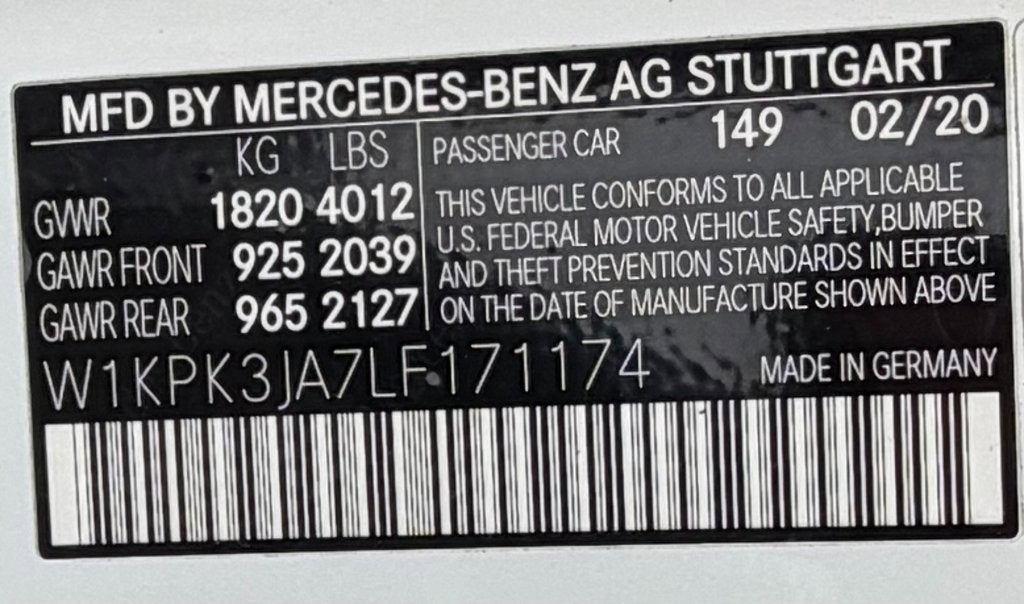 MFD BY MERCEDES-BENZ AG STUTTGART
KG LBS
GVWR 1820 4012
GAWR FRONT 925 2039
GAWR REAR 965 2127
PASSENGER CAR 149 02/20
THIS VEHICLE CONFORMS TO ALL APPLICABLE
U.S. FEDERAL MOTOR VEHICLE SAFETY,BUMPER
AND THEFT PREVENTION STANDARDS IN EFFECT
ON THE DATE OF MANUFACTURE SHOWN ABOVE
W1KPK3JA7LF171174 MADE IN GERMANY